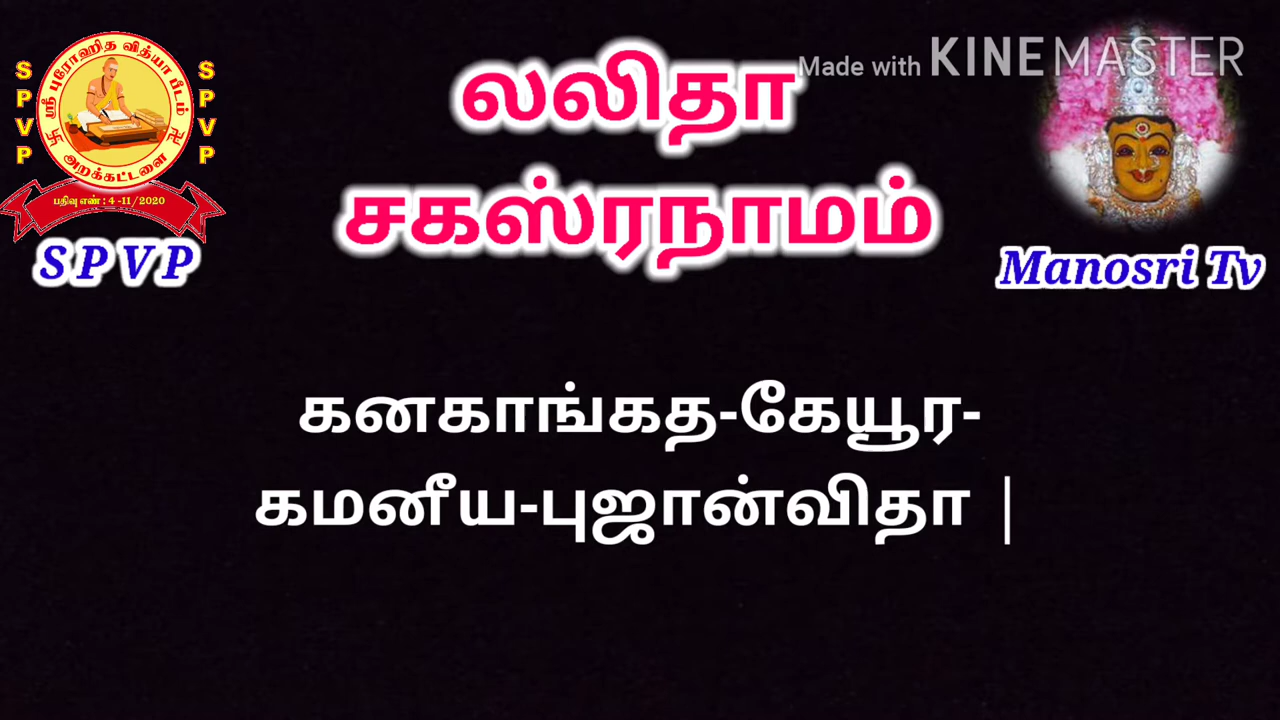 ஸ்ரீ புரோஹித வித்யா பீடம்
அறக்கட்டளை
S P V P
S P V P
பதிவு எண் : 4 -11/2020
S P V P
லலிதா
சகஸ்ரநாமம்
Made with KINEMASTER
Manosri Tv
கனகாங்கத-கேயூர-
கமனீய-புஜான்விதா |